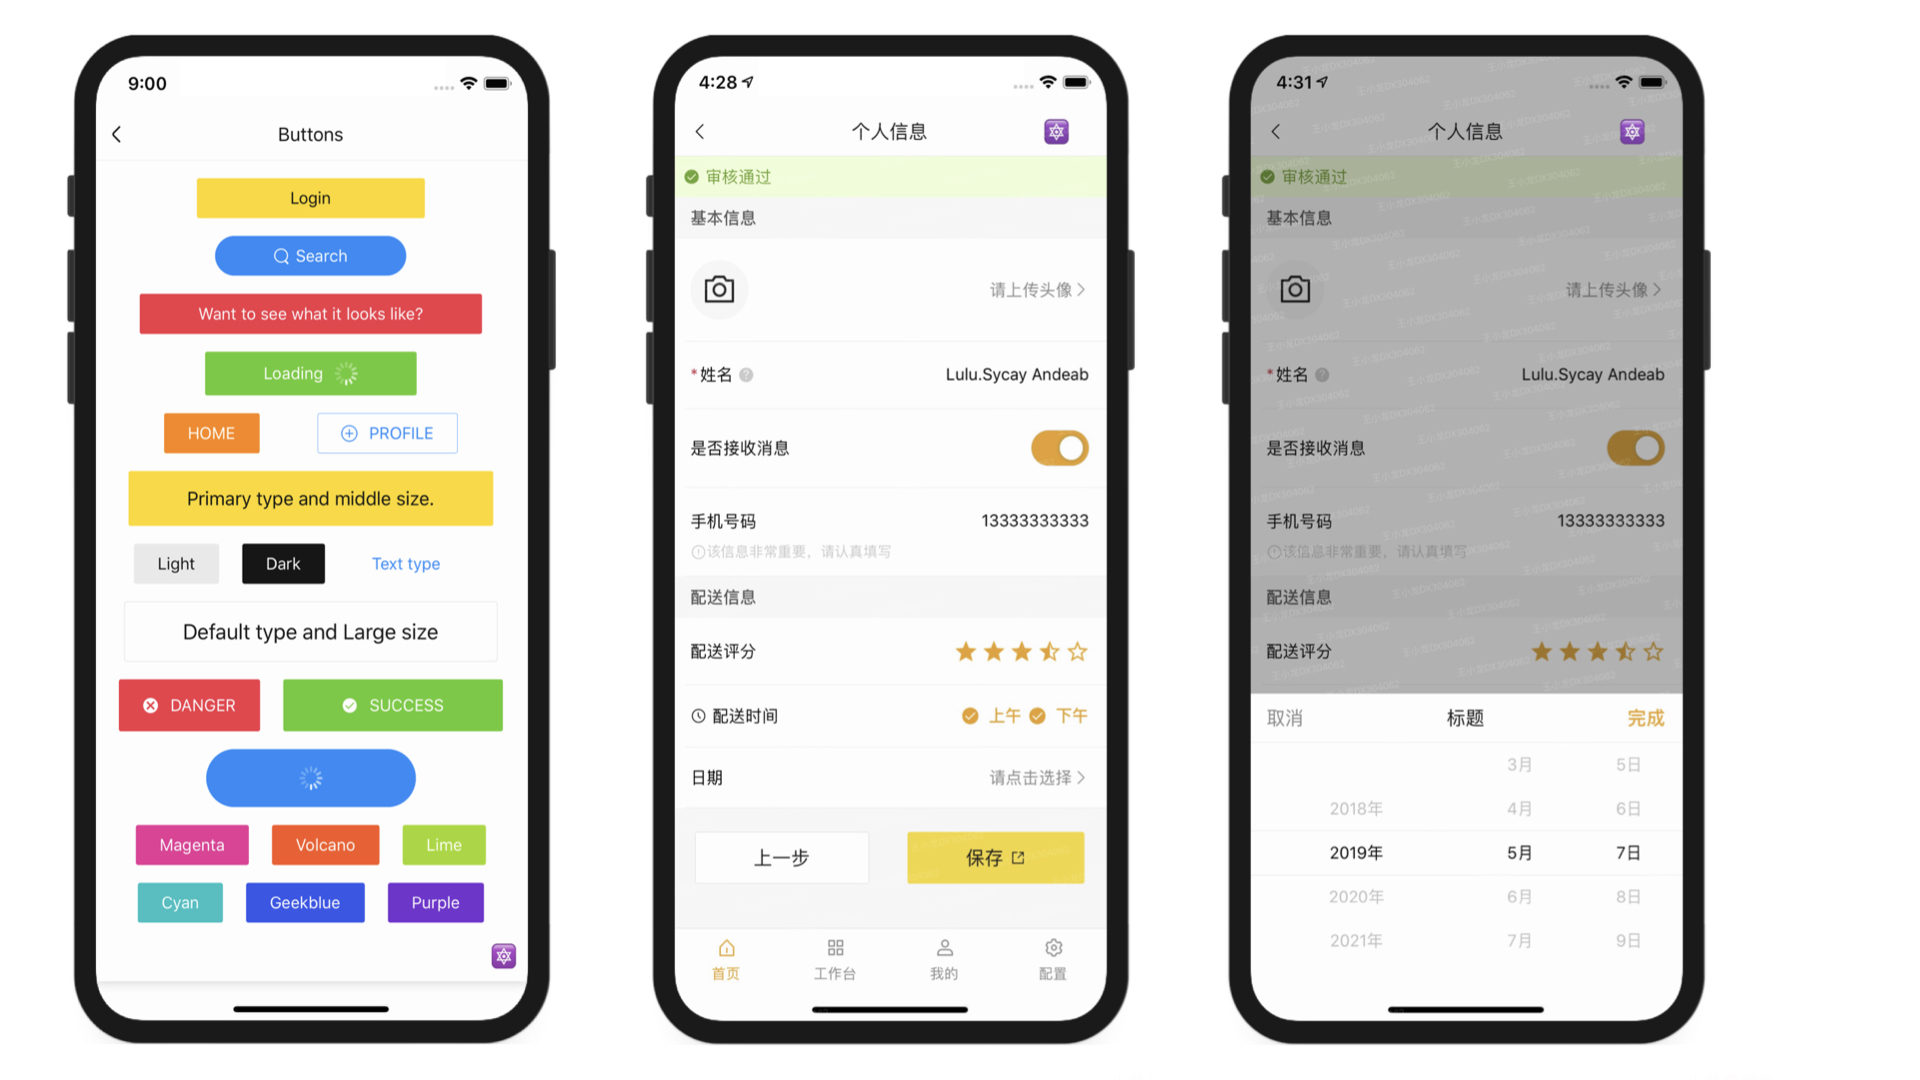 9:00
Buttons
Login
Search
Want to see what it looks like?
Loading
HOME PROFILE
Primary type and middle size.
Light Dark Text type
Default type and Large size
DANGER SUCCESS
Magenta Volcano Lime
Cyan Geekblue Purple
4:28
个人信息
审核通过
基本信息
请上传头像
*姓名 Lulu.Sycay Andeab
是否接收消息
手机号码 13333333333
该信息非常重要，请认真填写
配送信息
配送评分
配送时间 上午 下午
日期 请点击选择
上一步 保存
首页 工作台 我的 配置
4:31
个人信息
审核通过
基本信息
请上传头像
*姓名 Lulu.Sycay Andeab
是否接收消息
手机号码 13333333333
该信息非常重要，请认真填写
配送信息
配送评分
取消 标题 完成
3月 5日
2018年 4月 6日
2019年 5月 7日
2020年 6月 8日
2021年 7月 9日